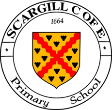 SCARGILL C OF E
1664
Primary School